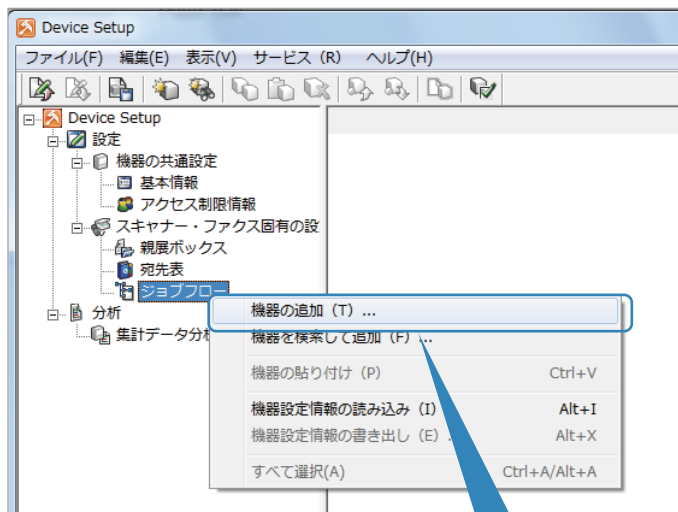 Device Setup
ファイル(F) 編集(E) 表示(V) サービス (R) ヘルプ(H)
Device Setup
設定
機器の共通設定
基本情報
アクセス制限情報
スキャナー・ファクス固有の設
親展ボックス
宛先表
ジョブフロー
機器の追加 (T) ...
分析
機器を検索して追加 (F) ...
集計データ分析
機器の貼り付け (P) Ctrl+V
機器設定情報の読み込み (I) Alt+I
機器設定情報の書き出し (E) . Alt+X
すべて選択(A) Ctrl+A/Alt+A